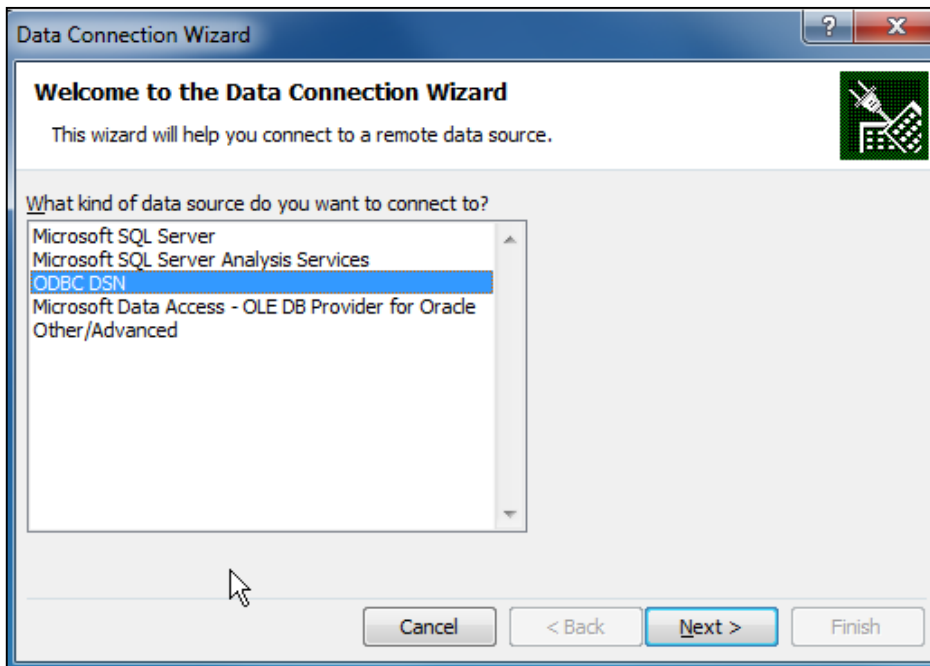 Data Connection Wizard
Welcome to the Data Connection Wizard
This wizard will help you connect to a remote data source.
What kind of data source do you want to connect to?
Microsoft SQL Server
Microsoft SQL Server Analysis Services
ODBC DSN
Microsoft Data Access - OLE DB Provider for Oracle
Other/Advanced
Cancel < Back Next > Finish